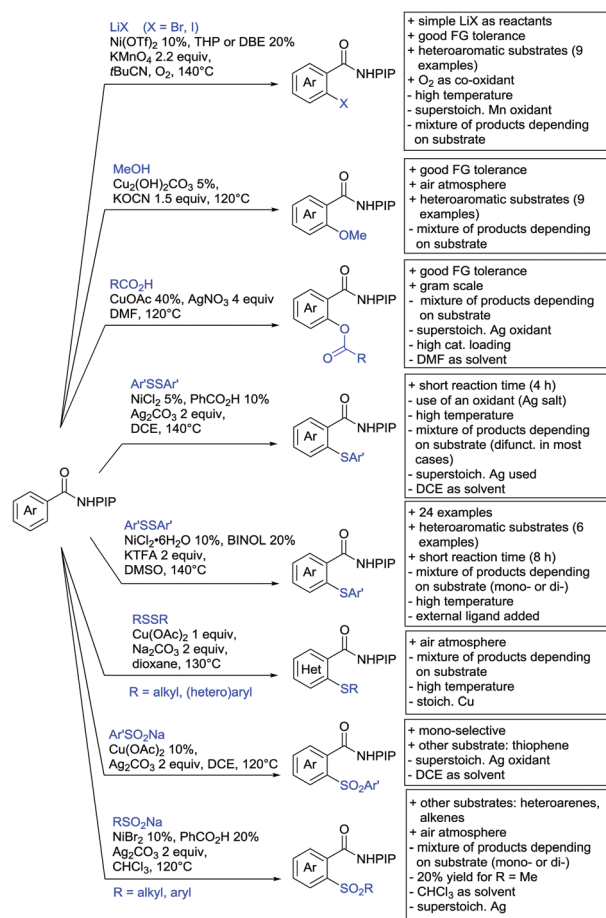 LiX (X = Br, I)
Ni(OTf)2 10%, THP or DBE 20%
KMnO4 2.2 equiv,
tBuCN, O2, 140°C
Ar
O
NHPIP
X
+ simple LiX as reactants
+ good FG tolerance
+ heteroaromatic substrates (9
examples)
+ O2 as co-oxidant
- high temperature
- superstoich. Mn oxidant
- mixture of products depending
on substrate
MeOH
Cu2(OH)2CO3 5%,
KOCN 1.5 equiv, 120°C
Ar
O
NHPIP
OMe
+ good FG tolerance
+ air atmosphere
+ heteroaromatic substrates (9
examples)
- mixture of products depending
on substrate
RCO2H
CuOAc 40%, AgNO3 4 equiv
DMF, 120°C
Ar
O
NHPIP
O
O
R
+ good FG tolerance
+ gram scale
- mixture of products depending
on substrate
- superstoich. Ag oxidant
- high cat. loading
- DMF as solvent
Ar'SSAr'
NiCl2 5%, PhCO2H 10%
Ag2CO3 2 equiv,
DCE, 140°C
Ar
O
NHPIP
SAr'
+ short reaction time (4 h)
- use of an oxidant (Ag salt)
- high temperature
- mixture of products depending
on substrate (difunct. in most
cases)
- superstoich. Ag used
- DCE as solvent
Ar
O
NHPIP
Ar'SSAr'
NiCl2•6H2O 10%, BINOL 20%
KTFA 2 equiv,
DMSO, 140°C
Ar
O
NHPIP
SAr'
+ 24 examples
+ heteroaromatic substrates (6
examples)
+ short reaction time (8 h)
- mixture of products depending
on substrate (mono- or di-)
- high temperature
- external ligand added
RSSR
Cu(OAc)2 1 equiv,
Na2CO3 2 equiv,
dioxane, 130°C
R = alkyl, (hetero)aryl
Het
O
NHPIP
SR
+ air atmosphere
- mixture of products depending
on substrate
- high temperature
- stoich. Cu
Ar'SO2Na
Cu(OAc)2 10%,
Ag2CO3 2 equiv, DCE, 120°C
Ar
O
NHPIP
SO2Ar'
+ mono-selective
+ other substrate: thiophene
- superstoich. Ag oxidant
- DCE as solvent
RSO2Na
NiBr2 10%, PhCO2H 20%
Ag2CO3 2 equiv,
CHCl3, 120°C
R = alkyl, aryl
Ar
O
NHPIP
SO2R
+ other substrates: heteroarenes,
alkenes
+ air atmosphere
- mixture of products depending
on substrate (mono- or di-)
- 20% yield for R = Me
- CHCl3 as solvent
- superstoich. Ag